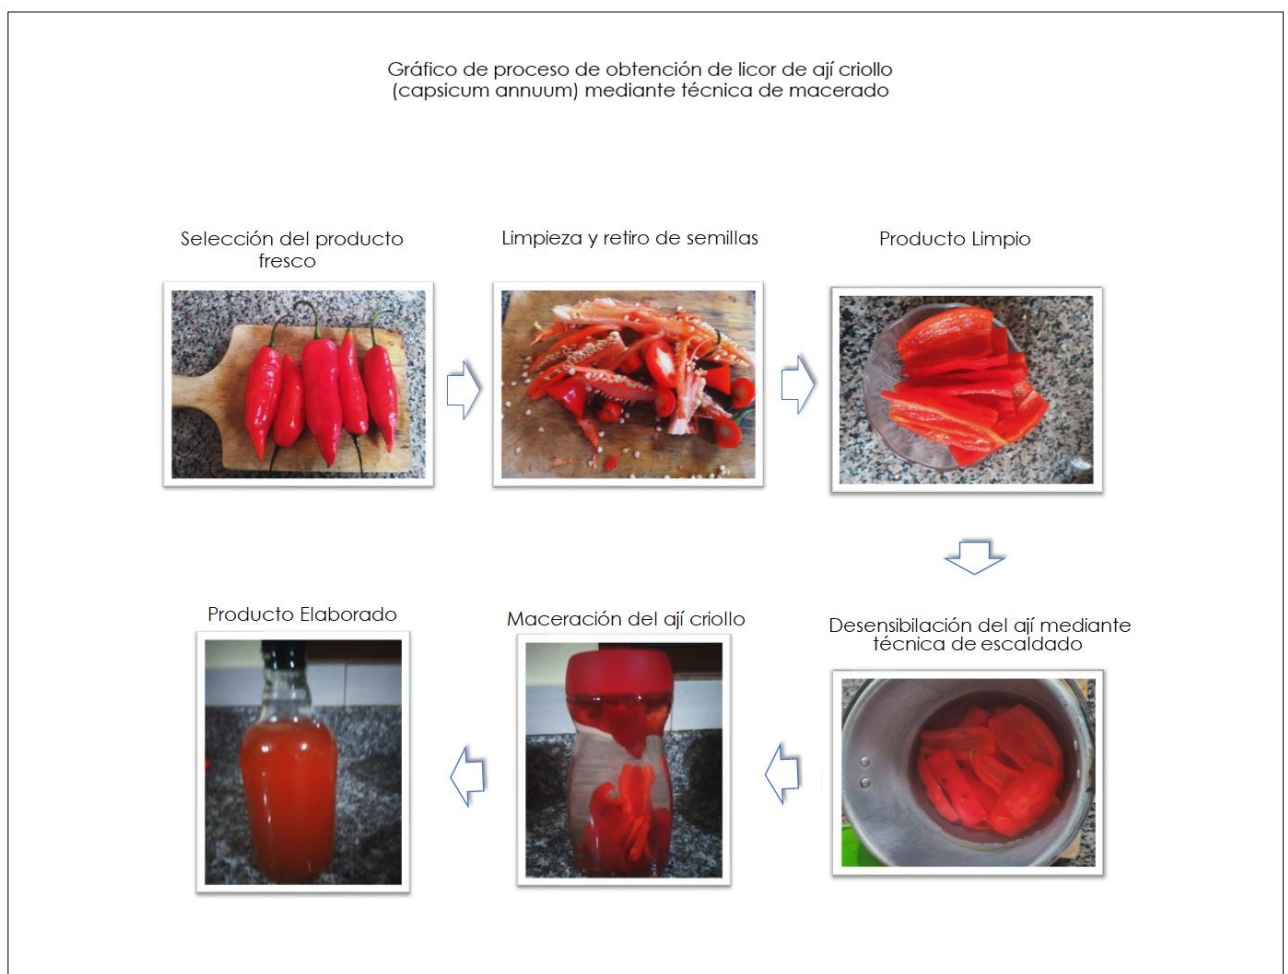 Gráfico de proceso de obtención de licor de ají criollo
(capsicum annuum) mediante técnica de macerado
Selección del producto
fresco
Limpieza y retiro de semillas
Producto Limpio
Desensibilación del ají mediante
técnica de escaldado
Maceración del ají criollo
Producto Elaborado